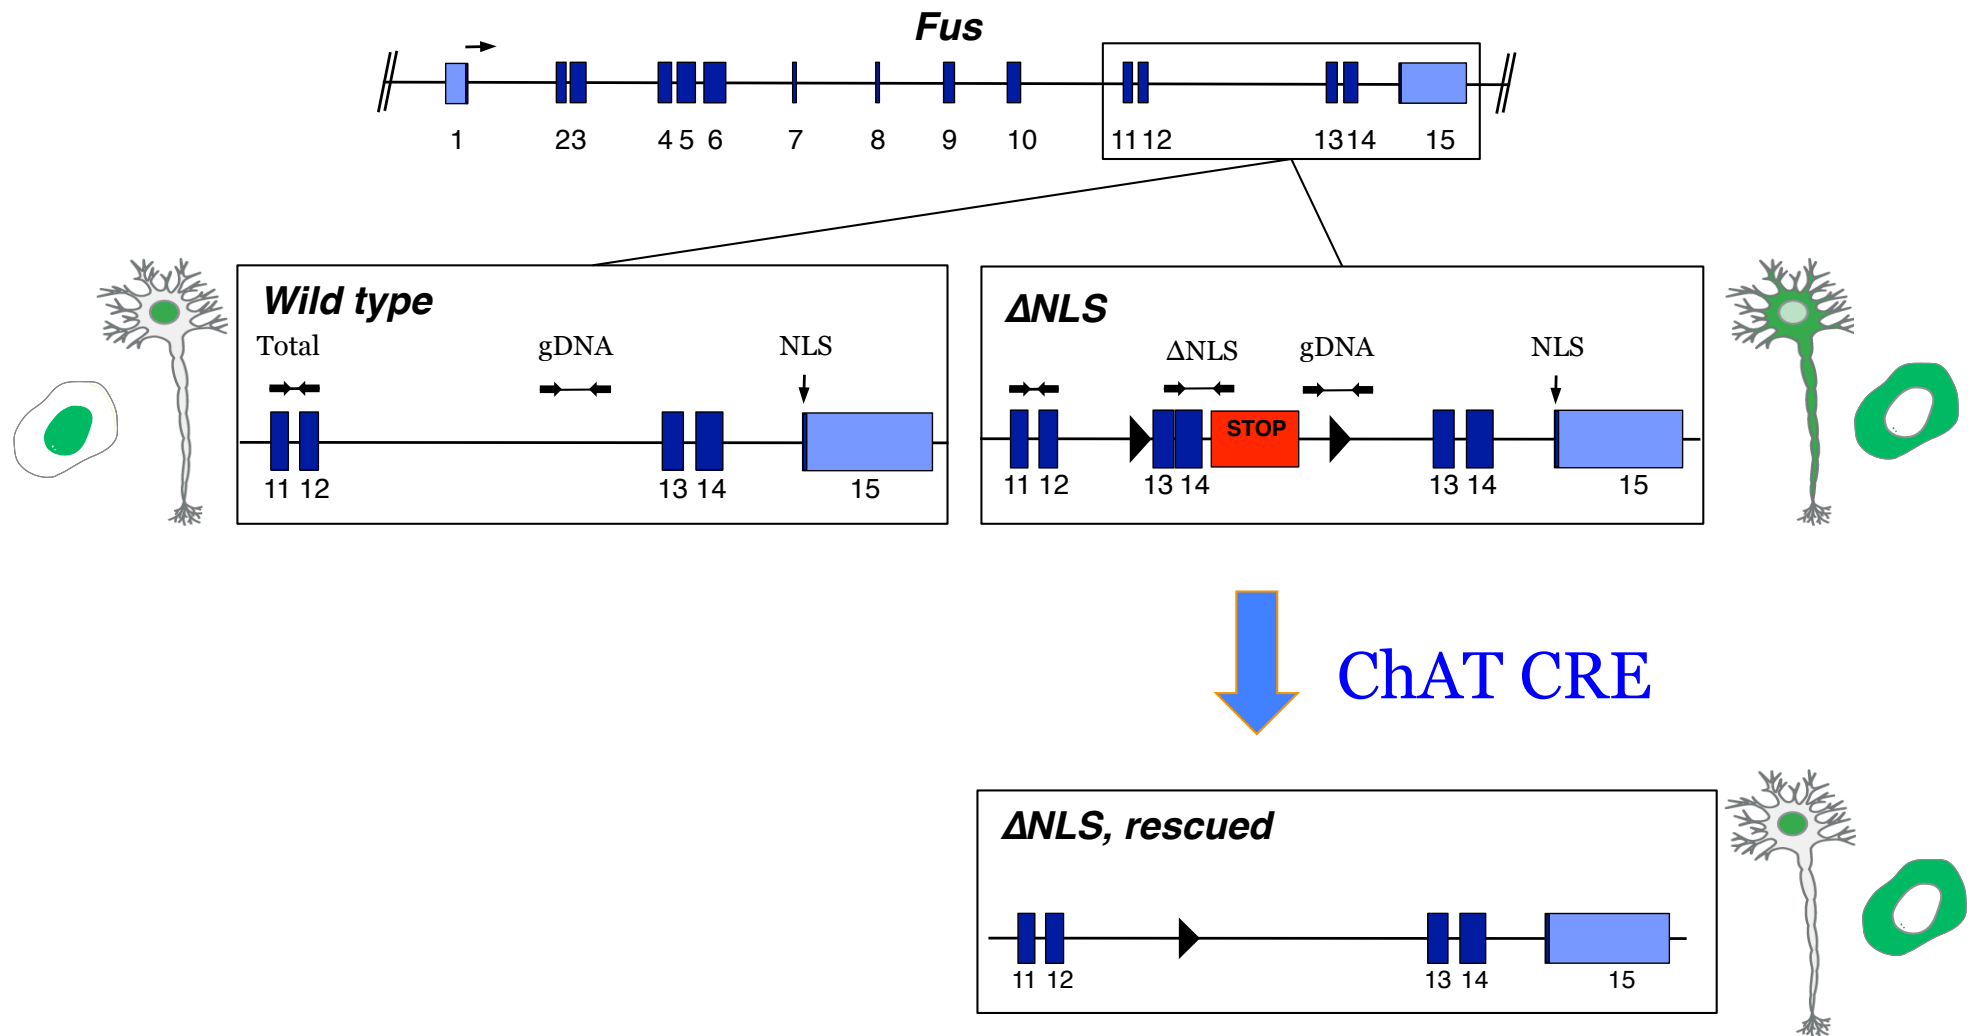 Fus
1 23 4 5 6 7 8 9 10 11 12 13 14 15
Wild type
Total gDNA NLS
11 12 13 14 15
ΔNLS
ΔNLS gDNA NLS
STOP
11 12 13 14 13 14 15
ChAT CRE
ΔNLS, rescued
11 12 13 14 15